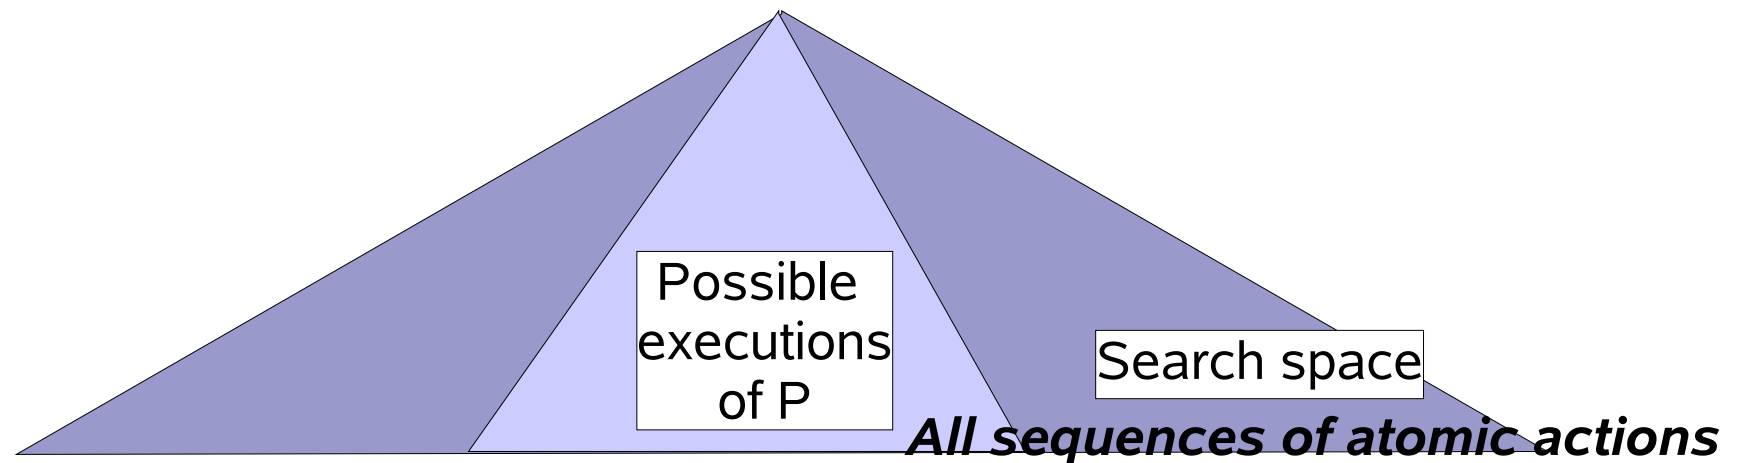 Possible
executions
of P
Search space
All sequences of atomic actions